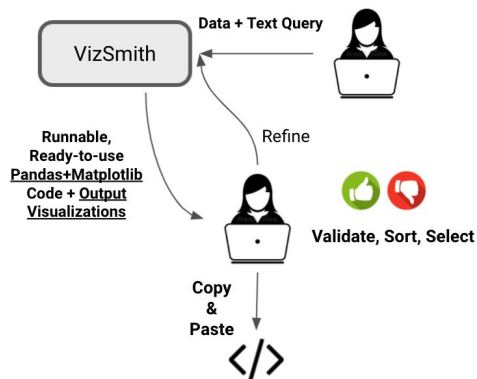 Data + Text Query
VizSmith
Runnable,
Ready-to-use
Pandas+Matplotlib
Code + Output
Visualizations
Refine
Validate, Sort, Select
Copy
&
Paste
</>